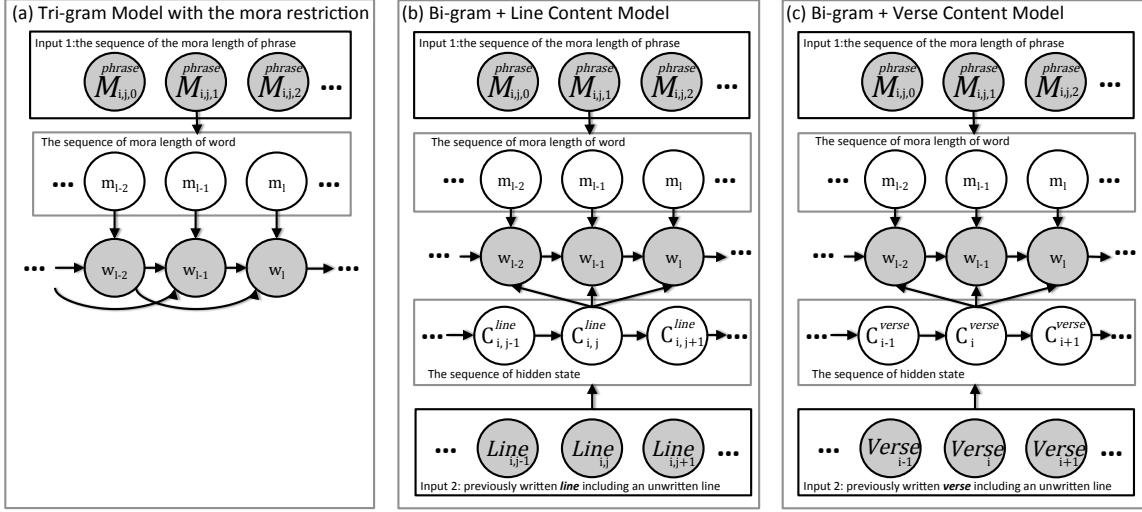 (a) Tri-gram Model with the mora restriction
Input 1:the sequence of the mora length of phrase
M phrase i,j,0 M phrase i,j,1 M phrase i,j,2 •••
The sequence of mora length of word
••• m l-2 m l-1 m l •••
••• w l-2 w l-1 w l •••
(b) Bi-gram + Line Content Model
Input 1:the sequence of the mora length of phrase
M phrase i,j,0 M phrase i,j,1 M phrase i,j,2 •••
The sequence of mora length of word
••• m l-2 m l-1 m l •••
••• w l-2 w l-1 w l •••
••• C line i, j-1 C line i, j C line i, j+1 •••
The sequence of hidden state
••• Line i,j-1 Line i,j Line i,j+1 •••
Input 2: previously written line including an unwritten line
(c) Bi-gram + Verse Content Model
Input 1:the sequence of the mora length of phrase
M phrase i,j,0 M phrase i,j,1 M phrase i,j,2 •••
The sequence of mora length of word
••• m l-2 m l-1 m l •••
••• w l-2 w l-1 w l •••
••• C verse i-1 C verse i C verse i+1 •••
The sequence of hidden state
••• Verse i-1 Verse i Verse i+1 •••
Input 2: previously written verse including an unwritten line